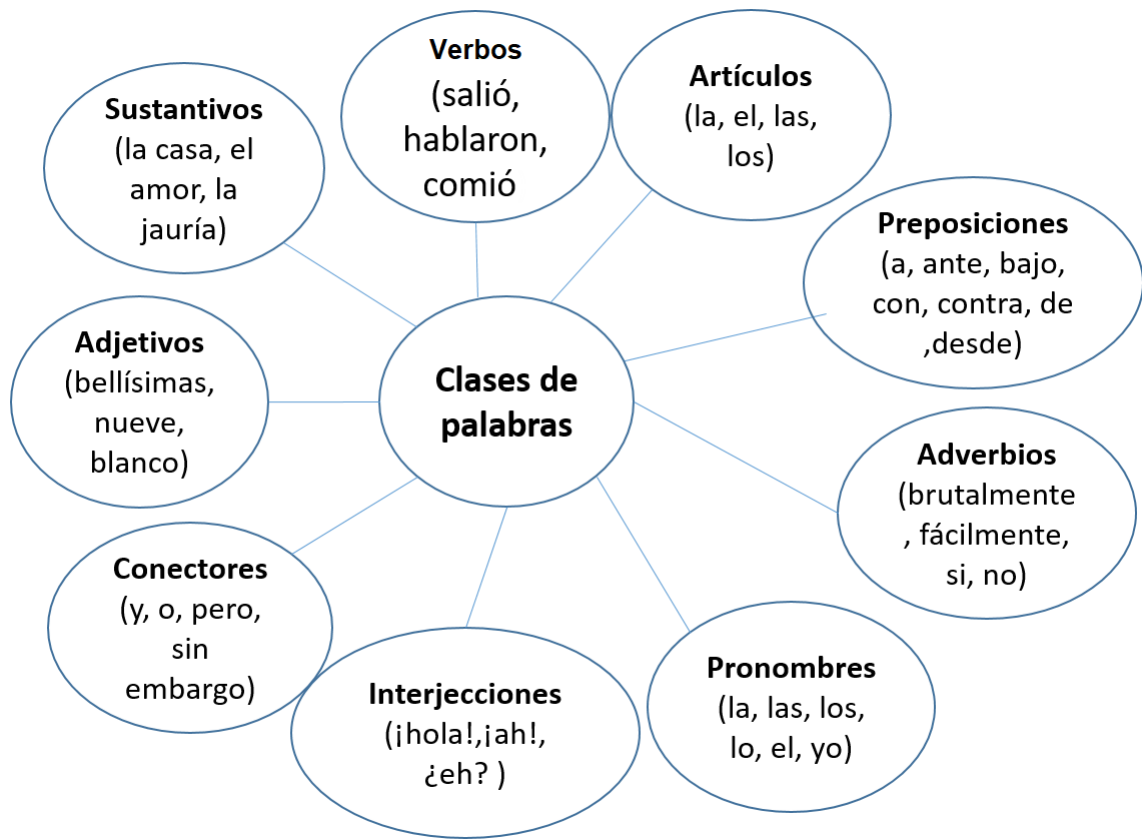 Verbos
(salió,
hablaron,
comió
Artículos
(la, el, las,
los)
Sustantivos
(la casa, el
amor, la
jauría)
Preposiciones
(a, ante, bajo,
con, contra, de
,desde)
Adjetivos
(bellísimas,
nueve,
blanco)
Clases de
palabras
Adverbios
(brutalmente
, fácilmente,
si, no)
Conectores
(y, o, pero,
sin
embargo)
Interjecciones
(¡hola!,¡ah!,
¿eh? )
Pronombres
(la, las, los,
lo, el, yo)